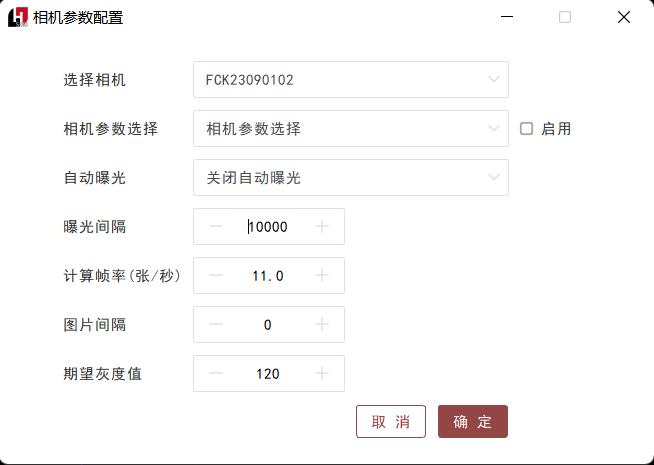 相机参数配置
选择相机 FCK23090102
相机参数选择 相机参数选择 启用
自动曝光 关闭自动曝光
曝光间隔 10000
计算帧率(张/秒) 11.0
图片间隔 0
期望灰度值 120
取 消 确 定